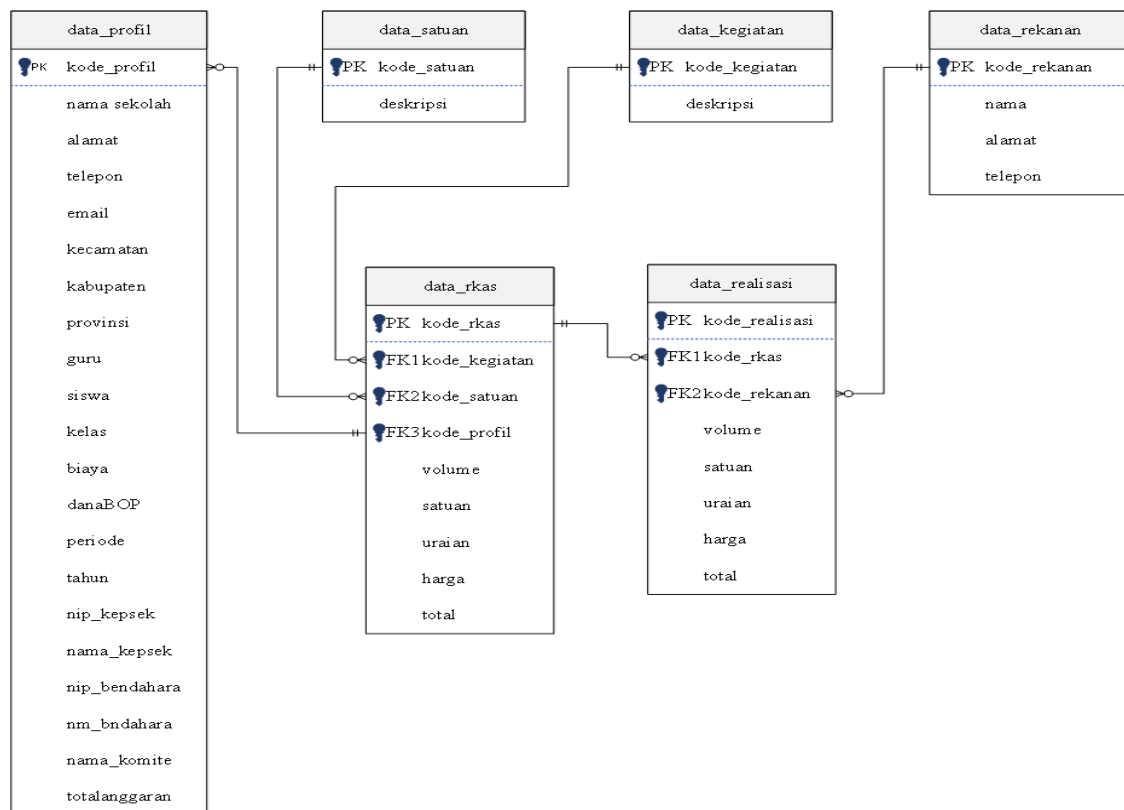 data_profil
PK kode_profil
nama sekolah
alamat
telepon
email
kecamatan
kabupaten
provinsi
guru
siswa
kelas
biaya
danaBOP
periode
tahun
nip_kepsek
nama_kepsek
nip_bendahara
nm_bndahara
nama_komite
totalanggaran
data_satuan
PK kode_satuan
deskripsi
data_kegiatan
PK kode_kegiatan
deskripsi
data_rekanan
PK kode_rekanan
nama
alamat
telepon
data_rkas
PK kode_rkas
FK1 kode_kegiatan
FK2 kode_satuan
FK3 kode_profil
volume
satuan
uraian
harga
total
data_realisasi
PK kode_realisasi
FK1 kode_rkas
FK2 kode_rekanan
volume
satuan
uraian
harga
total